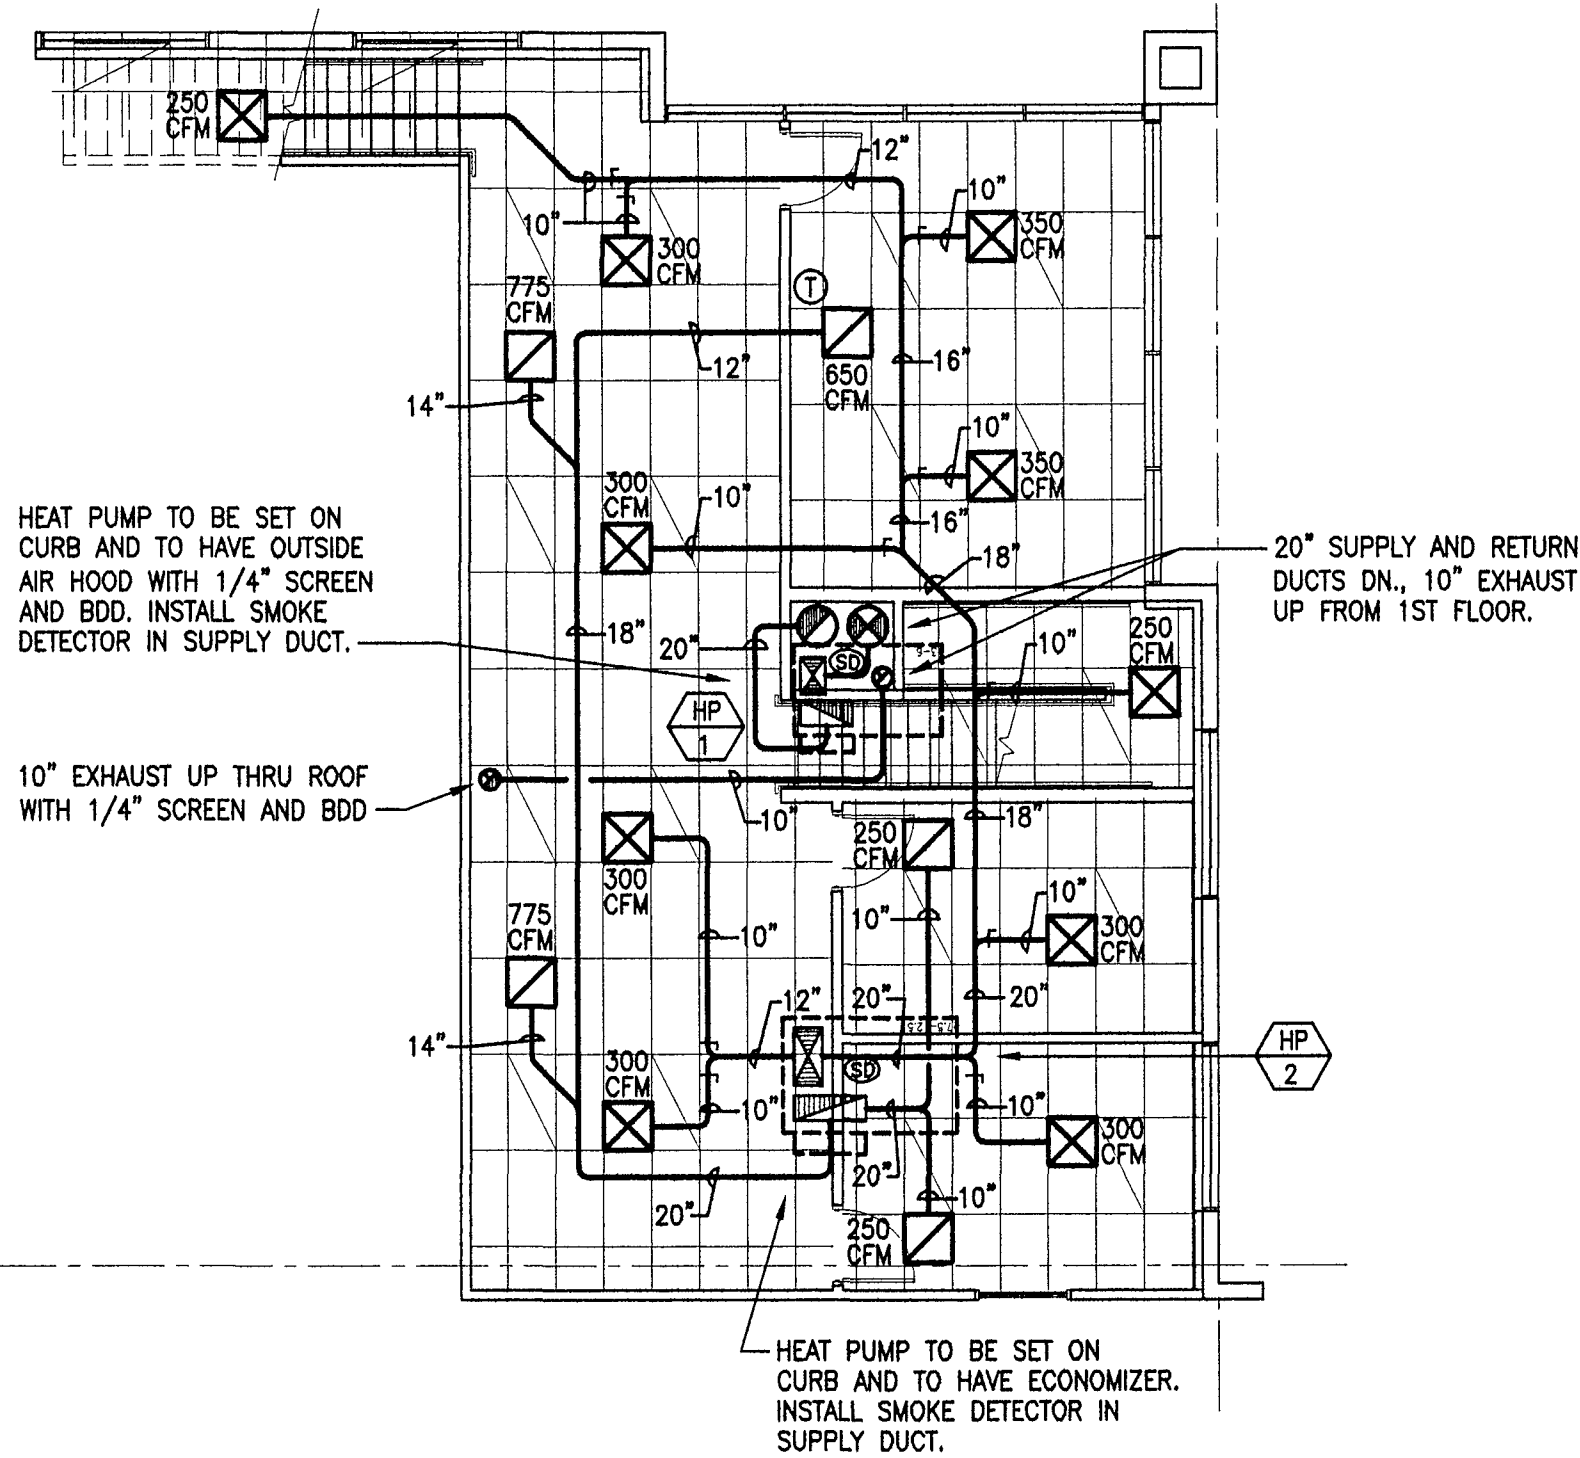 250
CFM
12”
10”
10”
350
CFM
300
CFM
T
775
CFM
12”
16”
650
CFM
14”
10”
350
CFM
300
CFM
10”
16”
HEAT PUMP TO BE SET ON
CURB AND TO HAVE OUTSIDE
AIR HOOD WITH 1/4” SCREEN
AND BDD. INSTALL SMOKE
DETECTOR IN SUPPLY DUCT.
18”
20” SUPPLY AND RETURN
DUCTS DN., 10” EXHAUST
UP FROM 1ST FLOOR.
18”
20”
SD
10”
250
CFM
HP
1
10” EXHAUST UP THRU ROOF
WITH 1/4” SCREEN AND BDD
10”
18”
250
CFM
300
CFM
10”
10”
300
CFM
775
CFM
10”
12”
20”
20”
14”
SD
HP
2
300
CFM
10”
10”
300
CFM
20”
20”
10”
250
CFM
HEAT PUMP TO BE SET ON
CURB AND TO HAVE ECONOMIZER.
INSTALL SMOKE DETECTOR IN
SUPPLY DUCT.